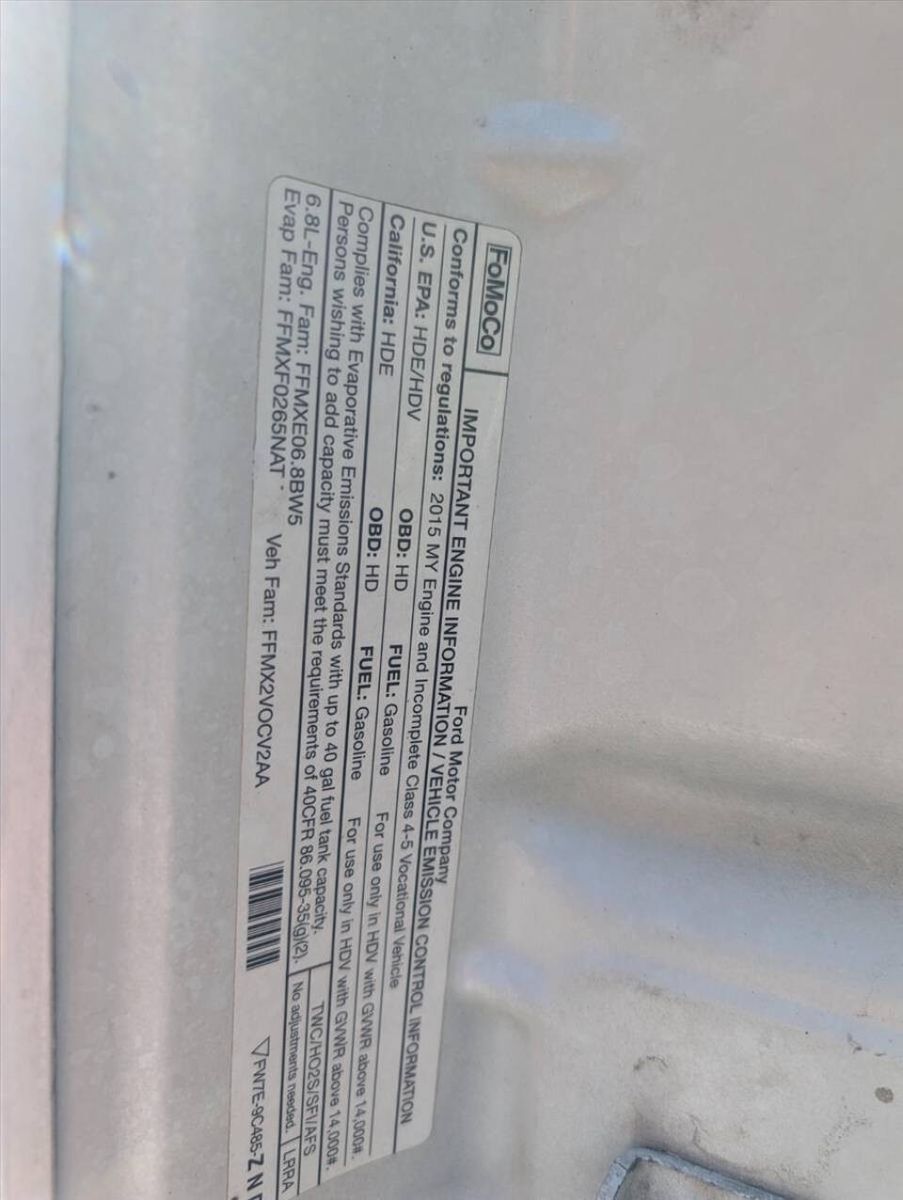 FoMoCo
Ford Motor Company
IMPORTANT ENGINE INFORMATION / VEHICLE EMISSION CONTROL INFORMATION
Conforms to regulations: 2015 MY Engine and Incomplete Class 4-5 Vocational Vehicle
U.S. EPA: HDE/HDV OBD: HD FUEL: Gasoline For use only in HDV with GVWR above 14,000#.
California: HDE OBD: HD FUEL: Gasoline For use only in HDV with GVWR above 14,000#.
Complies with Evaporative Emissions Standards with up to 40 gal fuel tank capacity. TWC/HO2S/SFI/AFS
Persons wishing to add capacity must meet the requirements of 40CFR 86.095-35(g)(2). No adjustments needed. LRRA
6.8L-Eng. Fam: FFMXE06.8BW5
Evap Fam: FFMXF0265NAT Veh Fam: FFMX2VOCV2AA ▽FW7E-9C485-Z N